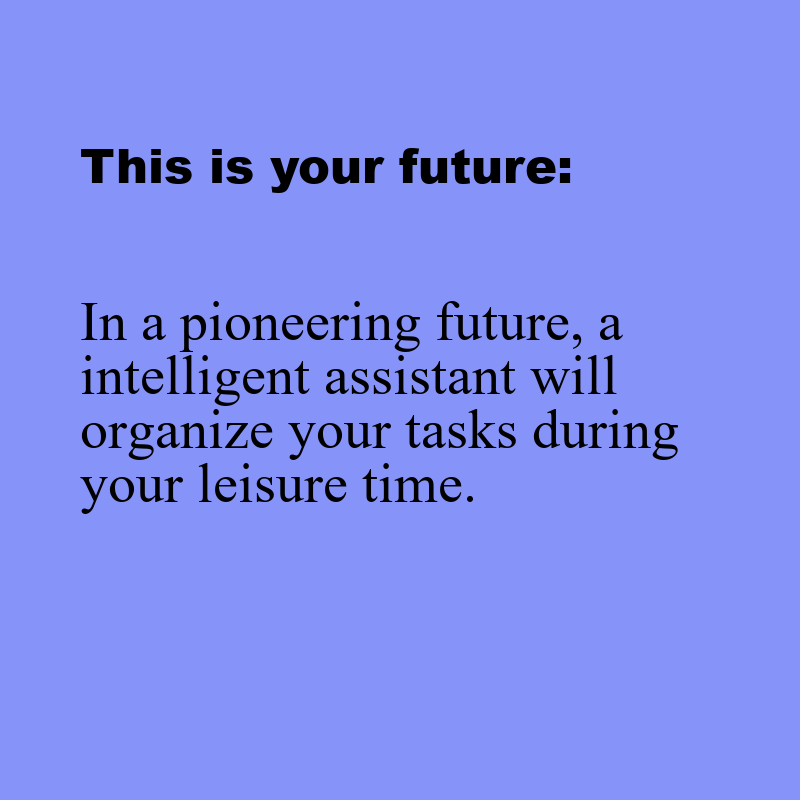 This is your future:
In a pioneering future, a
intelligent assistant will
organize your tasks during
your leisure time.